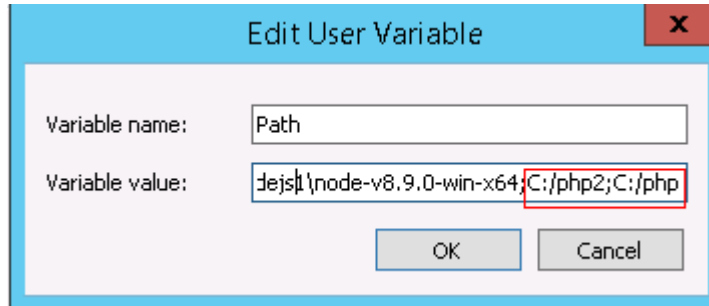 Edit User Variable
x
Variable name:
Path
Variable value:
dejs1\node-v8.9.0-win-x64;C:/php2;C:/php
OK
Cancel